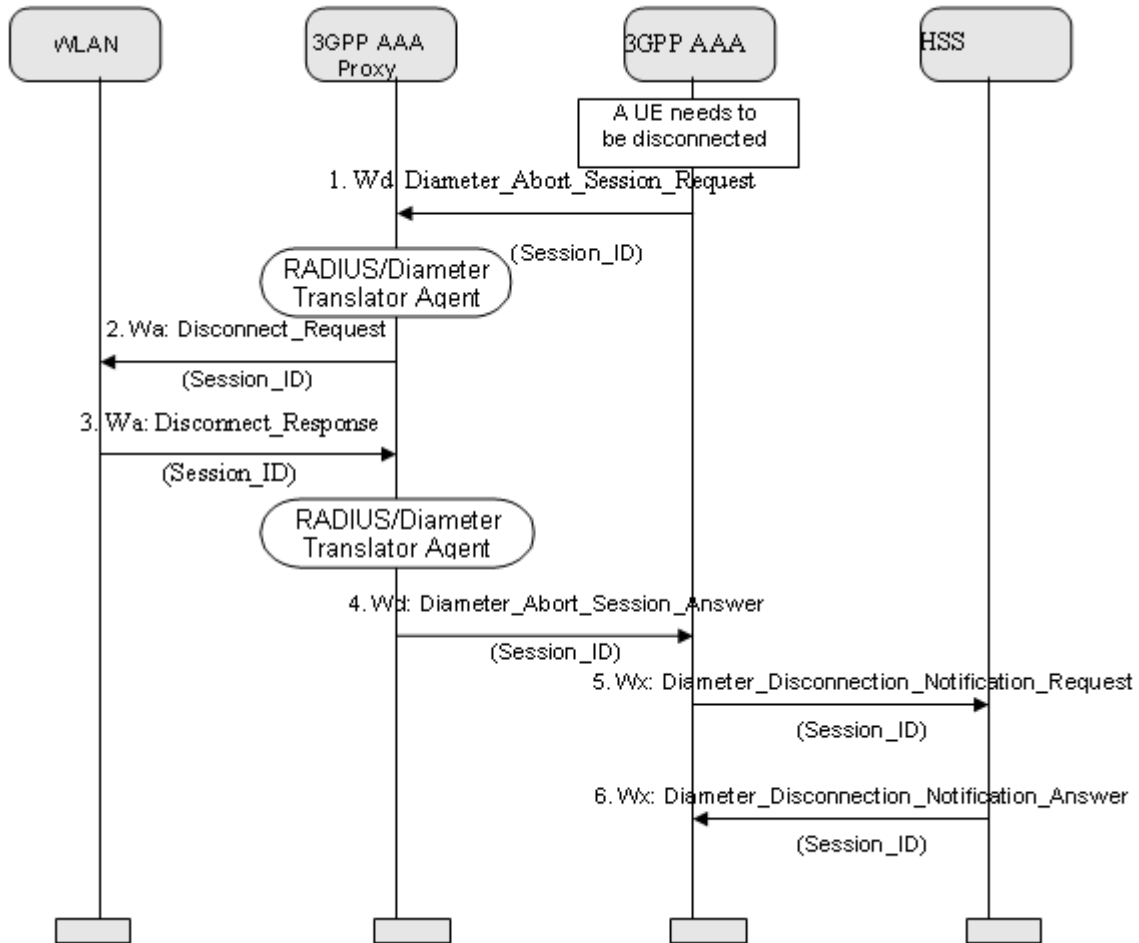 WLAN
3GPP AAA
Proxy
3GPP AAA
HSS
A UE needs to
be disconnected
1. Wd: Diameter_Abort_Session_Request
(Session_ID)
RADIUS/Diameter
Translator Agent
2. Wa: Disconnect_Request
(Session_ID)
3. Wa: Disconnect_Response
(Session_ID)
RADIUS/Diameter
Translator Agent
4. Wd: Diameter_Abort_Session_Answer
(Session_ID)
5. Wx: Diameter_Disconnection_Notification_Request
(Session_ID)
6. Wx: Diameter_Disconnection_Notification_Answer
(Session_ID)